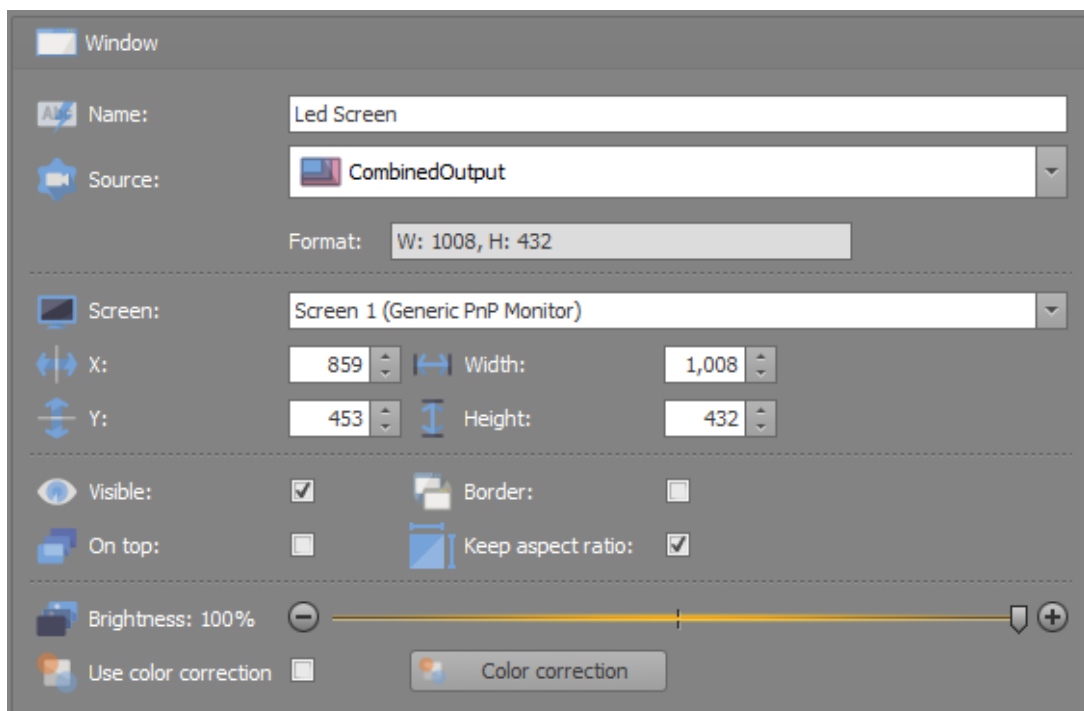 Window
Name: Led Screen
Source: CombinedOutput
Format: W: 1008, H: 432
Screen: Screen 1 (Generic PnP Monitor)
X: 859 Width: 1,008
Y: 453 Height: 432
Visible: Border:
On top: Keep aspect ratio:
Brightness: 100%
Use color correction Color correction